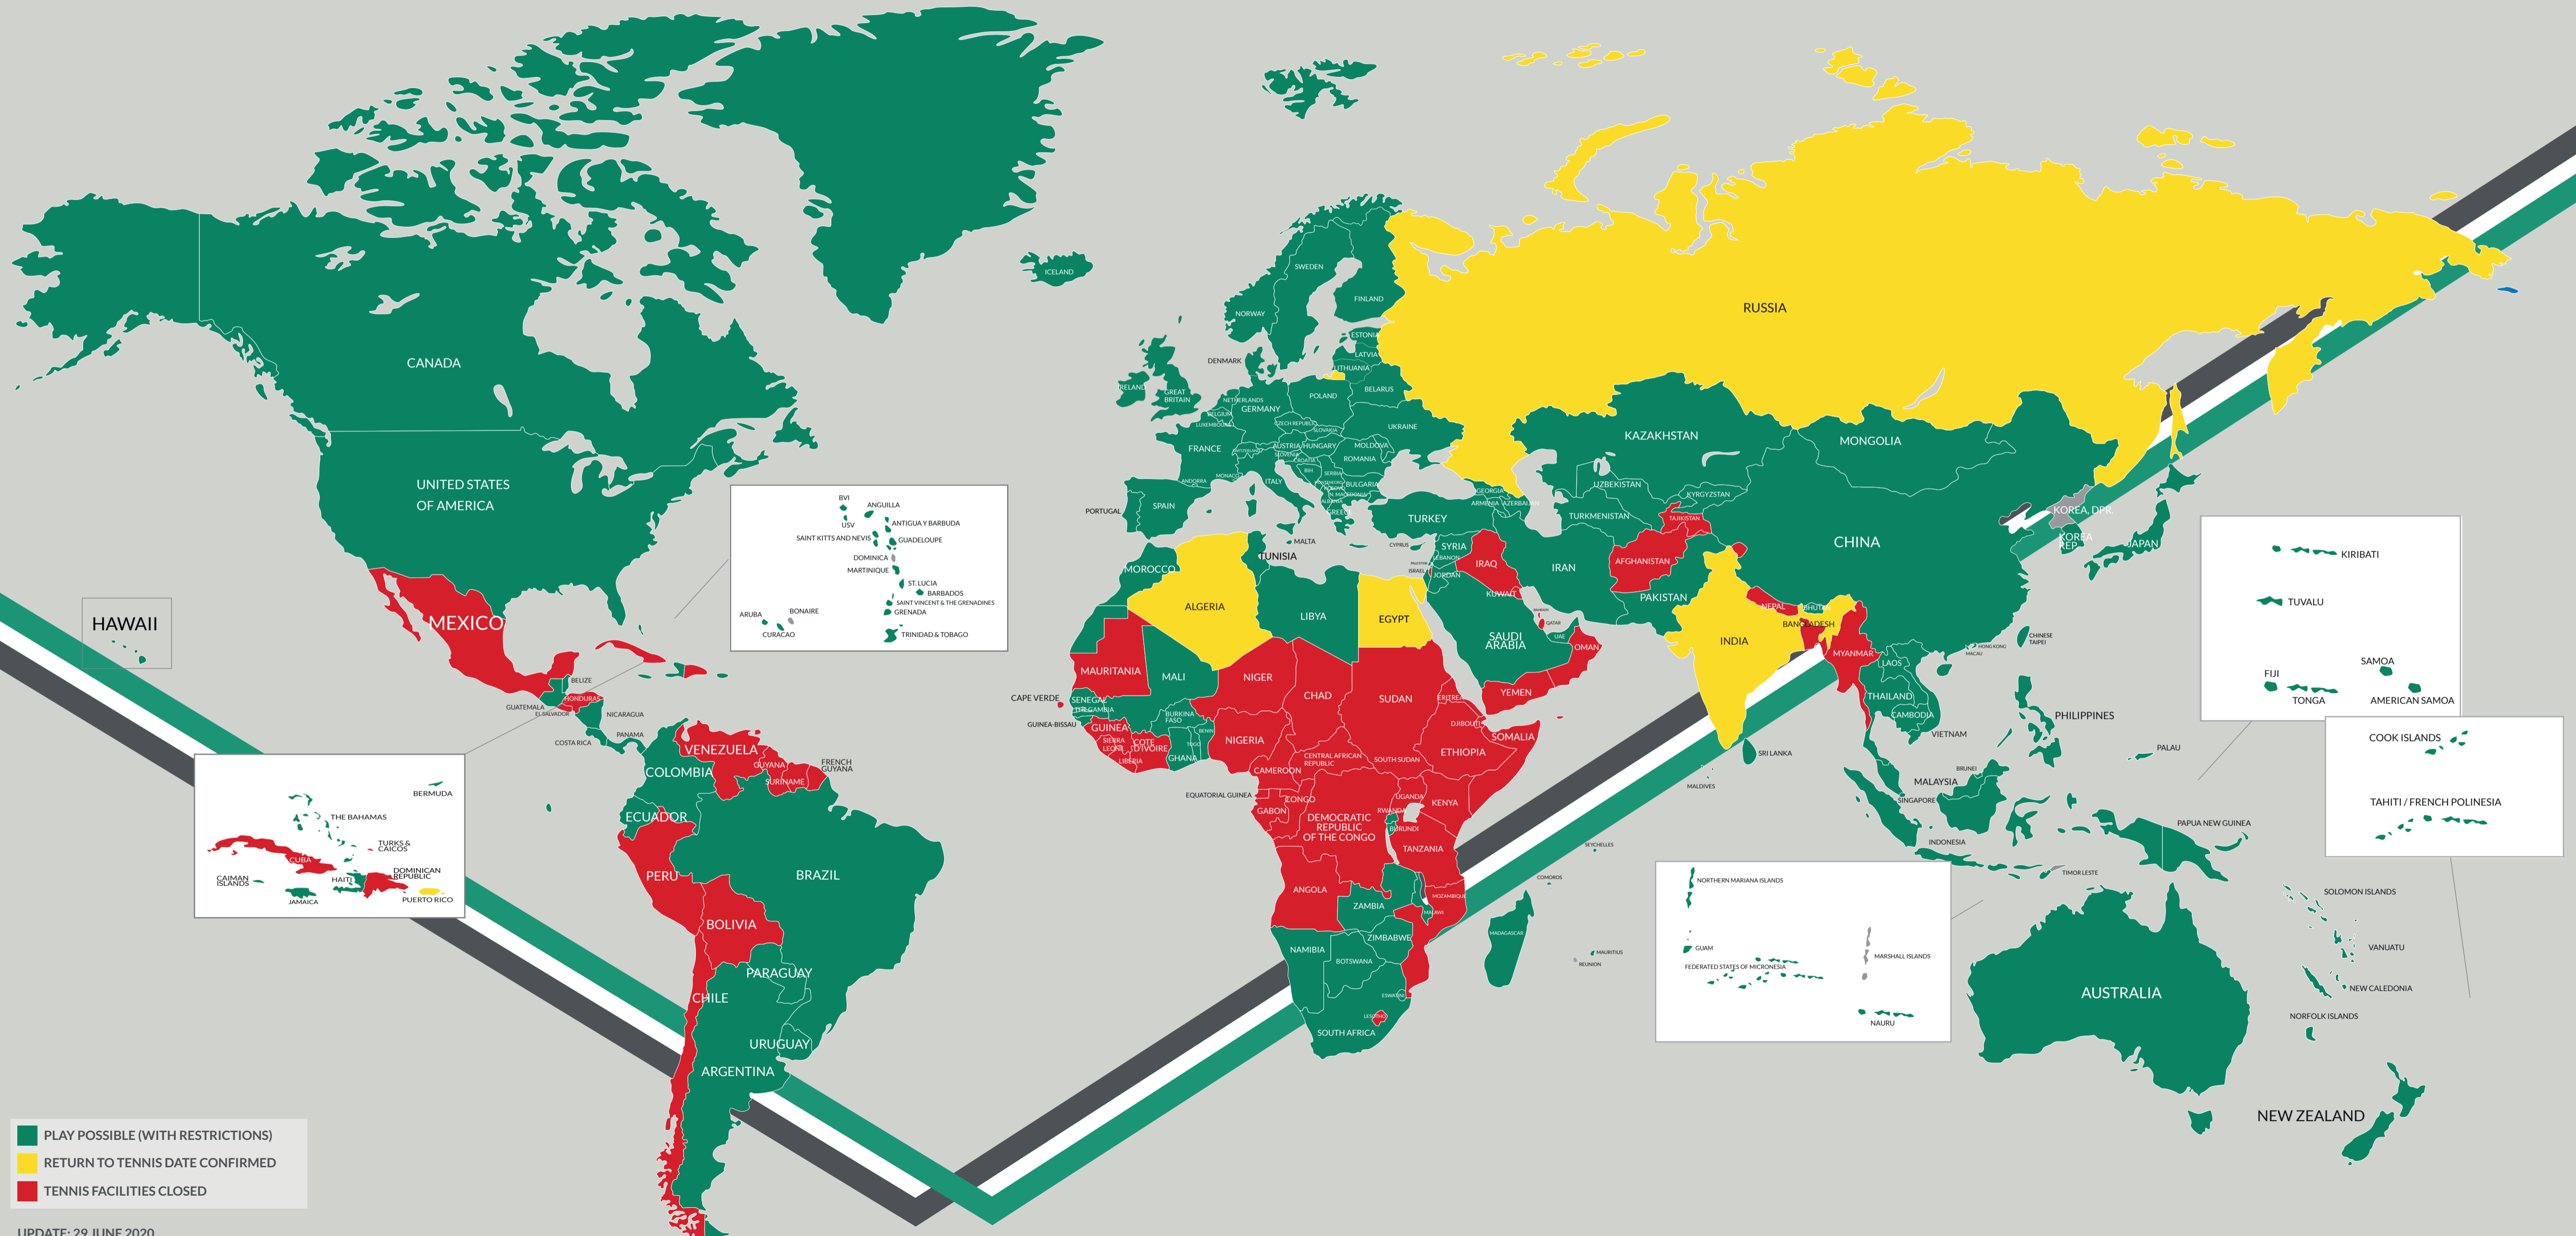 CANADA
UNITED STATES
OF AMERICA
HAWAII
MEXICO
BELIZE
HONDURAS
GUATEMALA
EL SALVADOR
NICARAGUA
COSTA RICA
PANAMA
BVI
ANGUILLA
USV
ANTIGUA Y BARBUDA
SAINT KITTS AND NEVIS
GUADELOUPE
DOMINICA
MARTINIQUE
ST. LUCIA
BARBADOS
SAINT VINCENT & THE GRENADINES
GRENADA
ARUBA
BONAIRE
CURACAO
TRINIDAD & TOBAGO
BERMUDA
THE BAHAMAS
TURKS &
CAICOS
CUBA
CAIMAN
ISLANDS
HAITI
DOMINICAN
REPUBLIC
JAMAICA
PUERTO RICO
VENEZUELA
COLOMBIA
GUYANA
SURINAME
FRENCH
GUYANA
ECUADOR
PERU
BRAZIL
BOLIVIA
PARAGUAY
CHILE
URUGUAY
ARGENTINA
ICELAND
SWEDEN
FINLAND
NORWAY
ESTONIA
LATVIA
LITHUANIA
DENMARK
BELARUS
IRELAND
GREAT
BRITAIN
NETHERLANDS
POLAND
GERMANY
BELGIUM
LUXEMBOURG
CZECH REPUBLIC
SLOVAKIA
UKRAINE
FRANCE
SWITZERLAND
AUSTRIA
HUNGARY
MOLDOVA
SLOVENIA
CROATIA
ROMANIA
BIH
SERBIA
MONACO
ANDORRA
ITALY
BULGARIA
MONTENEGRO
KOSOVO
N. MACEDONIA
ALBANIA
GREECE
PORTUGAL
SPAIN
MALTA
CYPRUS
TURKEY
GEORGIA
ARMENIA
AZERBAIJAN
RUSSIA
KAZAKHSTAN
MONGOLIA
UZBEKISTAN
KYRGYZSTAN
TURKMENISTAN
TAJIKISTAN
CHINA
KOREA, DPR.
KOREA
REP.
JAPAN
SYRIA
LEBANON
PALESTINE
ISRAEL
JORDAN
IRAQ
IRAN
AFGHANISTAN
PAKISTAN
KUWAIT
BAHRAIN
QATAR
UAE
SAUDI
ARABIA
OMAN
YEMEN
NEPAL
BHUTAN
BANGLADESH
INDIA
MYANMAR
LAOS
THAILAND
CAMBODIA
VIETNAM
HONG KONG
MACAU
CHINESE
TAIPEI
SRI LANKA
MALDIVES
PHILIPPINES
PALAU
MALAYSIA
BRUNEI
SINGAPORE
INDONESIA
PAPUA NEW GUINEA
TIMOR LESTE
MOROCCO
TUNISIA
ALGERIA
LIBYA
EGYPT
MAURITANIA
MALI
NIGER
CHAD
SUDAN
ERITREA
DJIBOUTI
SOMALIA
ETHIOPIA
CAPE VERDE
SENEGAL
THE GAMBIA
GUINEA-BISSAU
GUINEA
SIERRA
LEONE
LIBERIA
COTE
D'IVOIRE
BURKINA
FASO
GHANA
TOGO
BENIN
NIGERIA
CAMEROON
CENTRAL AFRICAN
REPUBLIC
SOUTH SUDAN
EQUATORIAL GUINEA
GABON
CONGO
DEMOCRATIC
REPUBLIC
OF THE CONGO
UGANDA
KENYA
RWANDA
BURUNDI
TANZANIA
ANGOLA
ZAMBIA
MALAWI
MOZAMBIQUE
ZIMBABWE
NAMIBIA
BOTSWANA
ESWATINI
LESOTHO
SOUTH AFRICA
MADAGASCAR
SEYCHELLES
COMOROS
MAURITIUS
REUNION
NORTHERN MARIANA ISLANDS
GUAM
FEDERATED STATES OF MICRONESIA
MARSHALL ISLANDS
NAURU
KIRIBATI
TUVALU
SAMOA
FIJI
TONGA
AMERICAN SAMOA
COOK ISLANDS
TAHITI / FRENCH POLINESIA
SOLOMON ISLANDS
VANUATU
NEW CALEDONIA
NORFOLK ISLANDS
AUSTRALIA
NEW ZEALAND
PLAY POSSIBLE (WITH RESTRICTIONS)
RETURN TO TENNIS DATE CONFIRMED
TENNIS FACILITIES CLOSED
UPDATE: 29 JUNE 2020